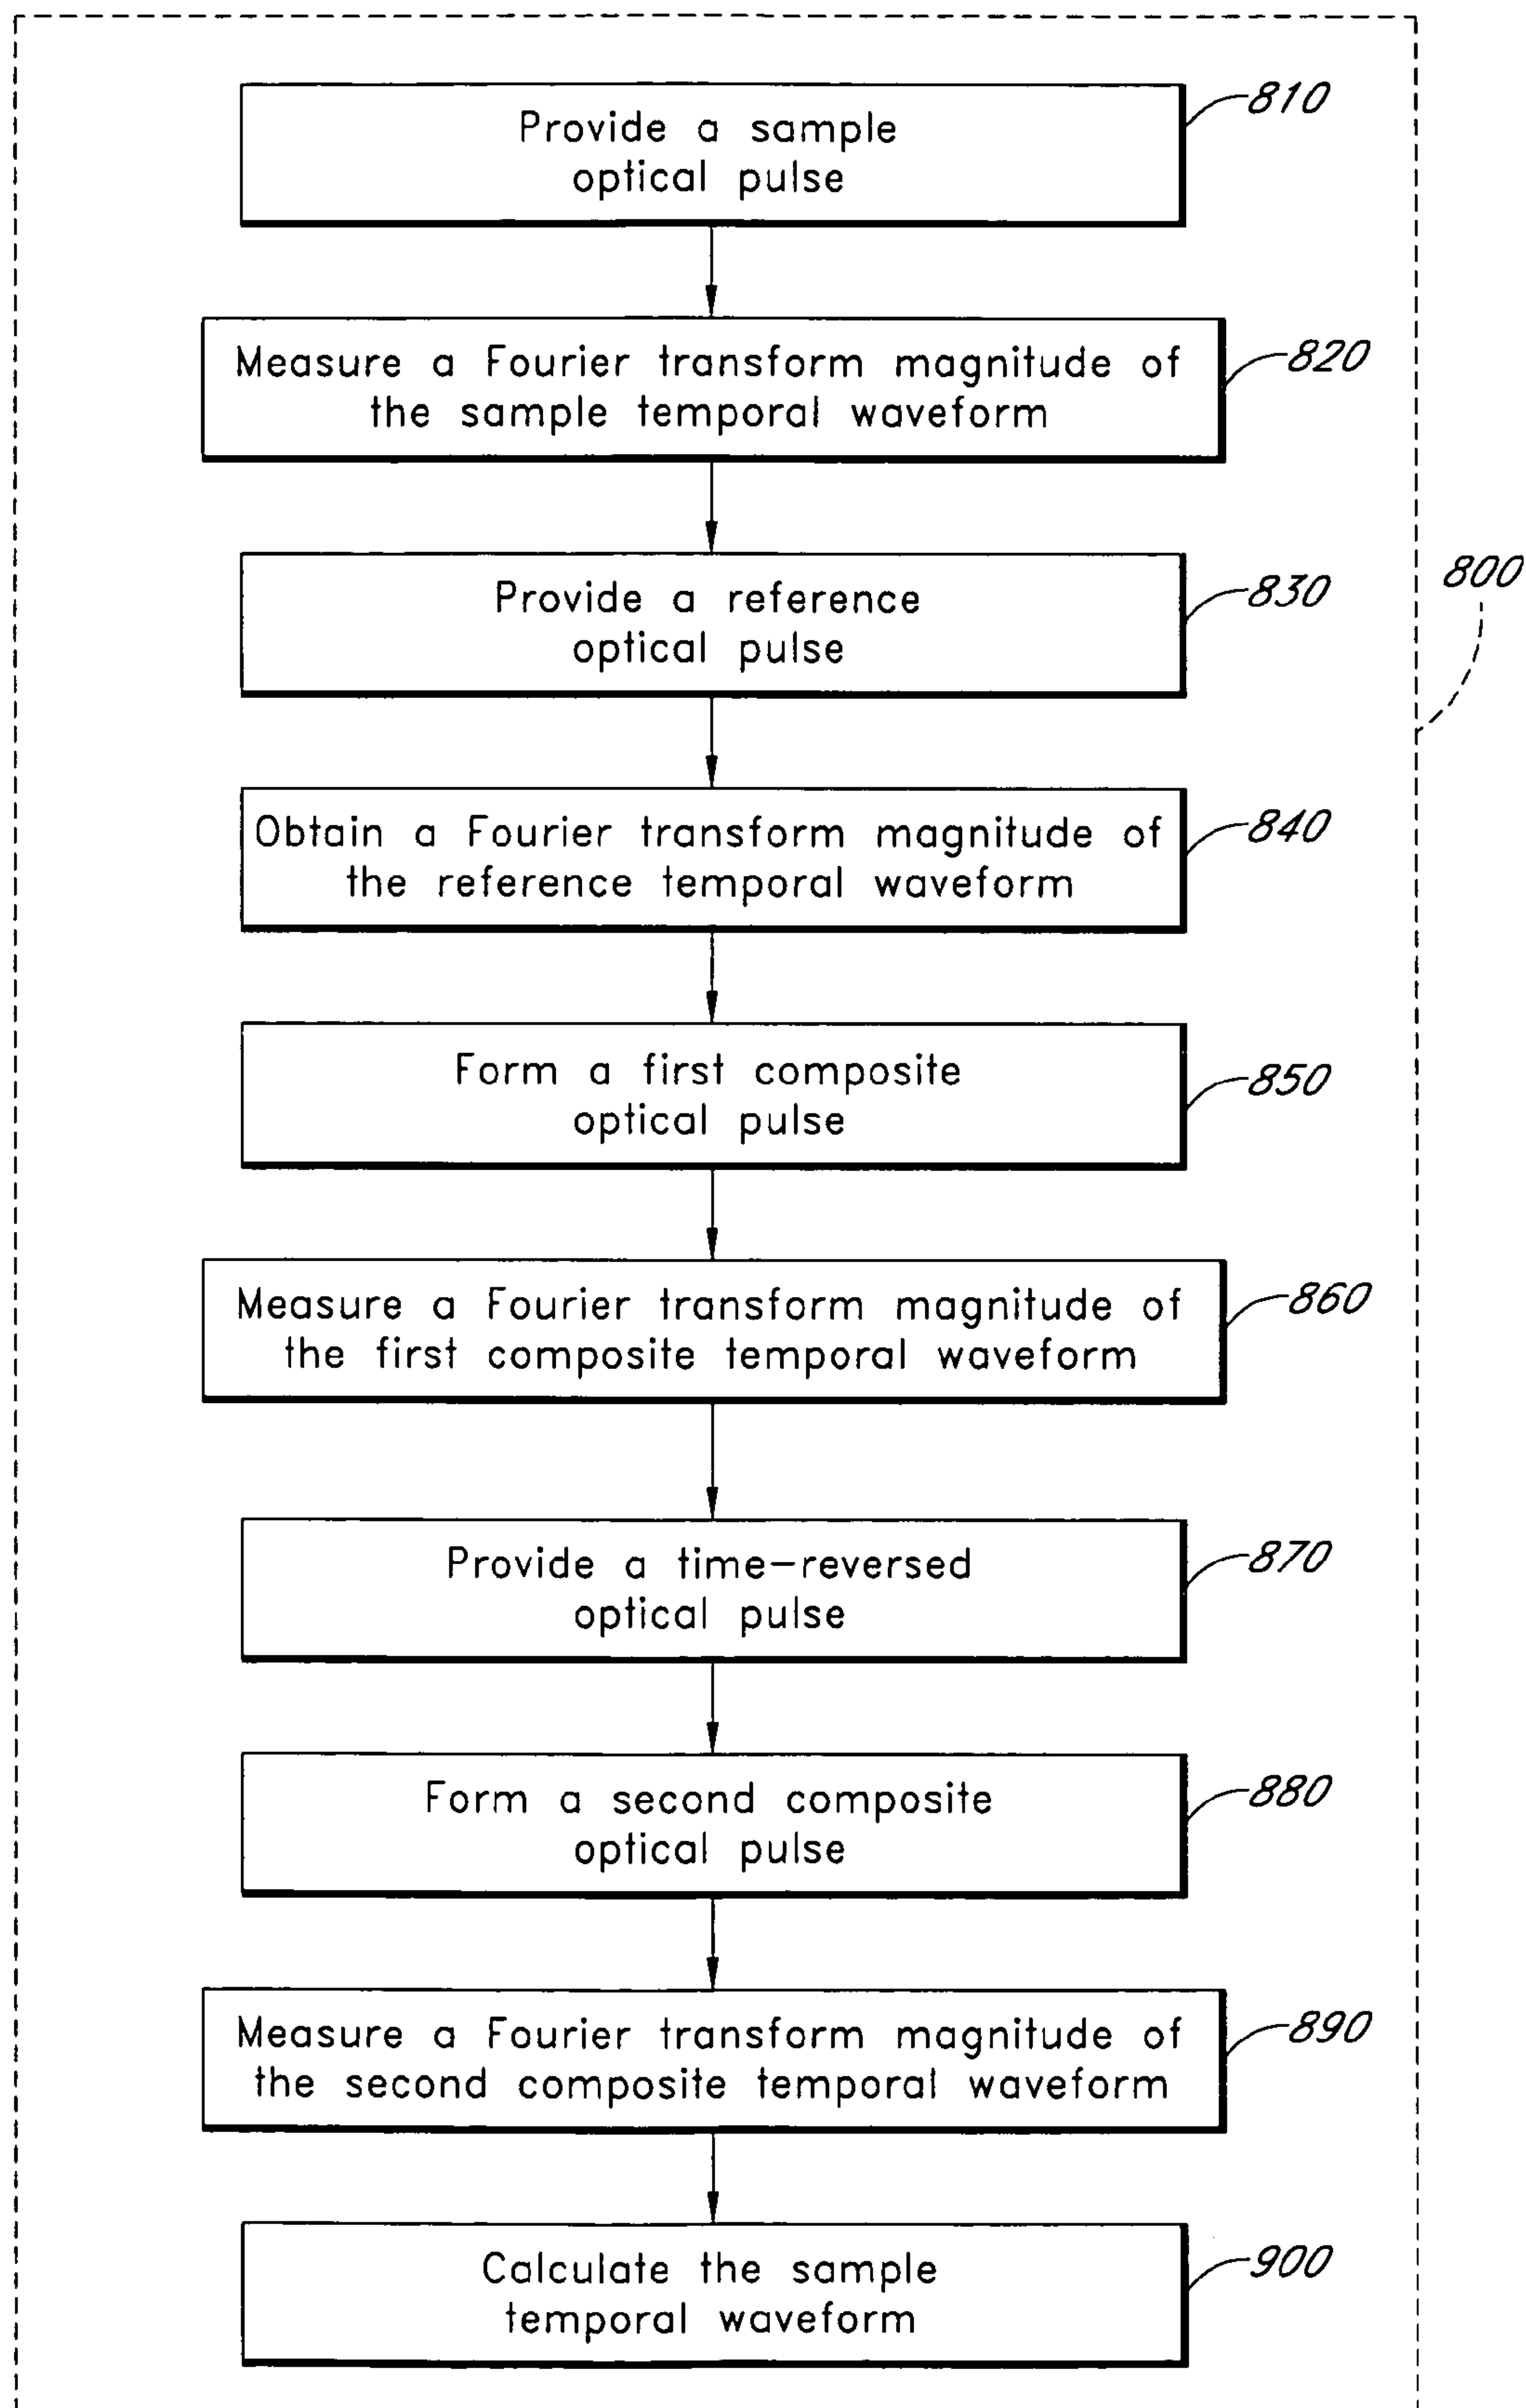 810
Provide a sample
optical pulse
820
Measure a Fourier transform magnitude of
the sample temporal waveform
830
Provide a reference
optical pulse
800
840
Obtain a Fourier transform magnitude of
the reference temporal waveform
850
Form a first composite
optical pulse
860
Measure a Fourier transform magnitude of
the first composite temporal waveform
870
Provide a time-reversed
optical pulse
880
Form a second composite
optical pulse
890
Measure a Fourier transform magnitude of
the second composite temporal waveform
900
Calculate the sample
temporal waveform